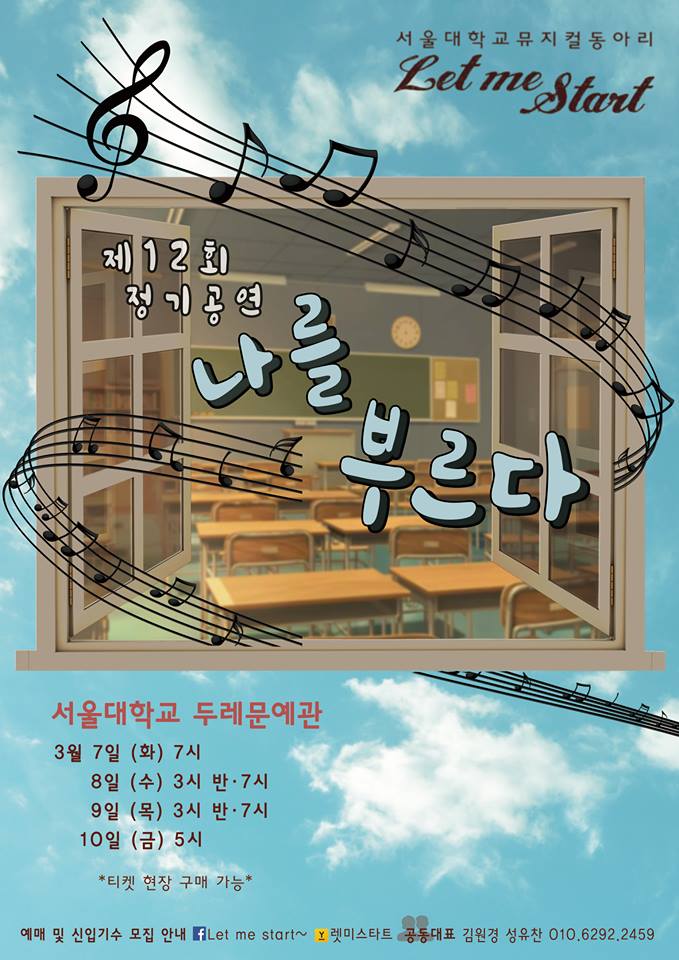 서울대학교뮤지컬동아리
Let me Start
제12회
정기공연
나를
부르다
서울대학교 두레문예관
3월 7일 (화) 7시
8일 (수) 3시 반·7시
9일 (목) 3시 반·7시
10일 (금) 5시
*티켓 현장 구매 가능*
예매 및 신입기수 모집 안내 f Let me start~ Y 렛미스타트 공동대표 김원경 성유찬 010.6292.2459